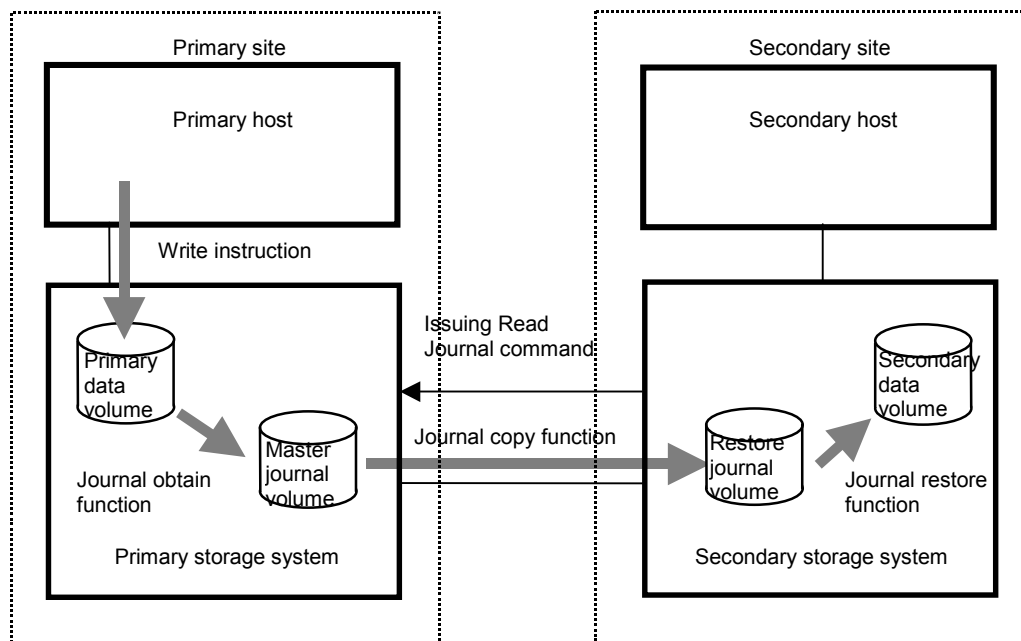 Primary site
Secondary site
Primary host
Secondary host
Write instruction
Issuing Read
Journal command
Primary
data
volume
Secondary
data
volume
Journal copy function
Master
journal
volume
Restore
journal
volume
Journal obtain
function
Journal restore
function
Primary storage system
Secondary storage system